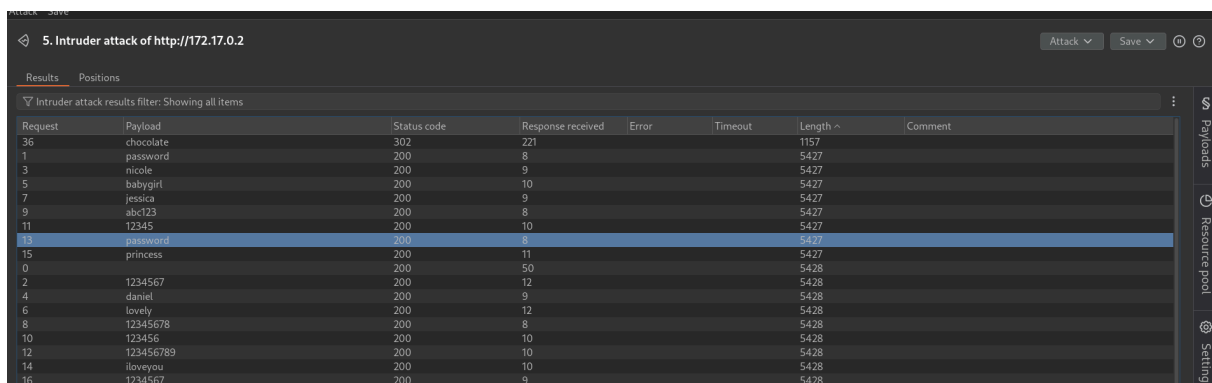 Attack Save
5. Intruder attack of http://172.17.0.2
Attack Save
Results Positions
Intruder attack results filter: Showing all items
Request Payload Status code Response received Error Timeout Length Comment
36 chocolate 302 221 1157
1 password 200 8 5427
3 nicole 200 9 5427
5 babygirl 200 10 5427
7 jessica 200 9 5427
9 abc123 200 8 5427
11 12345 200 10 5427
13 password 200 8 5427
15 princess 200 11 5427
0 200 50 5428
2 1234567 200 12 5428
4 daniel 200 9 5428
6 lovely 200 12 5428
8 12345678 200 8 5428
10 123456 200 10 5428
12 123456789 200 10 5428
14 iloveyou 200 10 5428
16 1234567 200 9 5428
Payloads
Resource pool
Setting